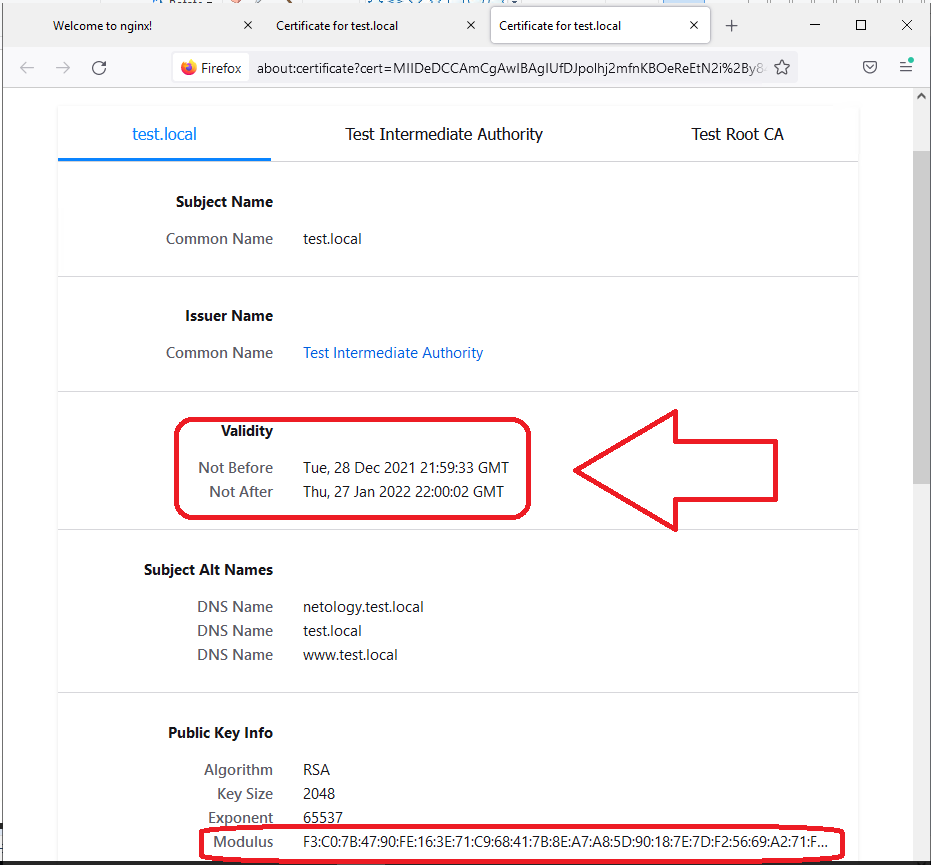 Welcome to nginx!
Certificate for test.local
Certificate for test.local
Firefox about:certificate?cert=MIIDeDCCAmCgAwIBAgIUfDJpolhj2mfnKBOeReEtN2i%2By8
test.local Test Intermediate Authority Test Root CA
Subject Name
Common Name test.local
Issuer Name
Common Name Test Intermediate Authority
Validity
Not Before Tue, 28 Dec 2021 21:59:33 GMT
Not After Thu, 27 Jan 2022 22:00:02 GMT
Subject Alt Names
DNS Name netology.test.local
DNS Name test.local
DNS Name www.test.local
Public Key Info
Algorithm RSA
Key Size 2048
Exponent 65537
Modulus F3:C0:7B:47:90:FE:16:3E:71:C9:68:41:7B:8E:A7:A8:5D:90:18:7E:7D:F2:56:69:A2:71:F...